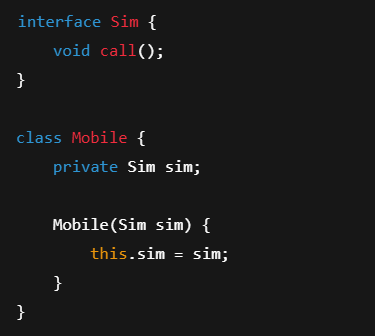 interface Sim {
    void call();
}

class Mobile {
    private Sim sim;

    Mobile(Sim sim) {
        this.sim = sim;
    }
}